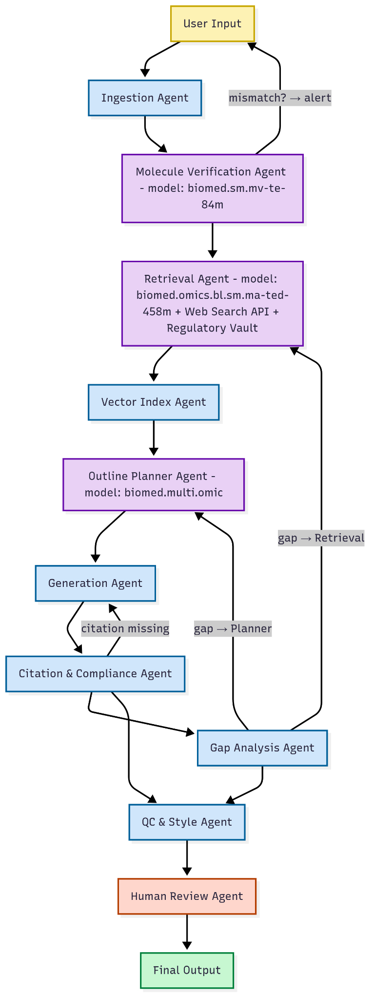 User Input
Ingestion Agent
mismatch? → alert
Molecule Verification Agent
- model: biomed.sm.mv-te-
84m
Retrieval Agent - model:
biomed.omics.bl.sm.ma-ted-
458m + Web Search API +
Regulatory Vault
Vector Index Agent
Outline Planner Agent -
model: biomed.multi.omic
gap → Retrieval
Generation Agent
citation missing
gap → Planner
Citation & Compliance Agent
Gap Analysis Agent
QC & Style Agent
Human Review Agent
Final Output